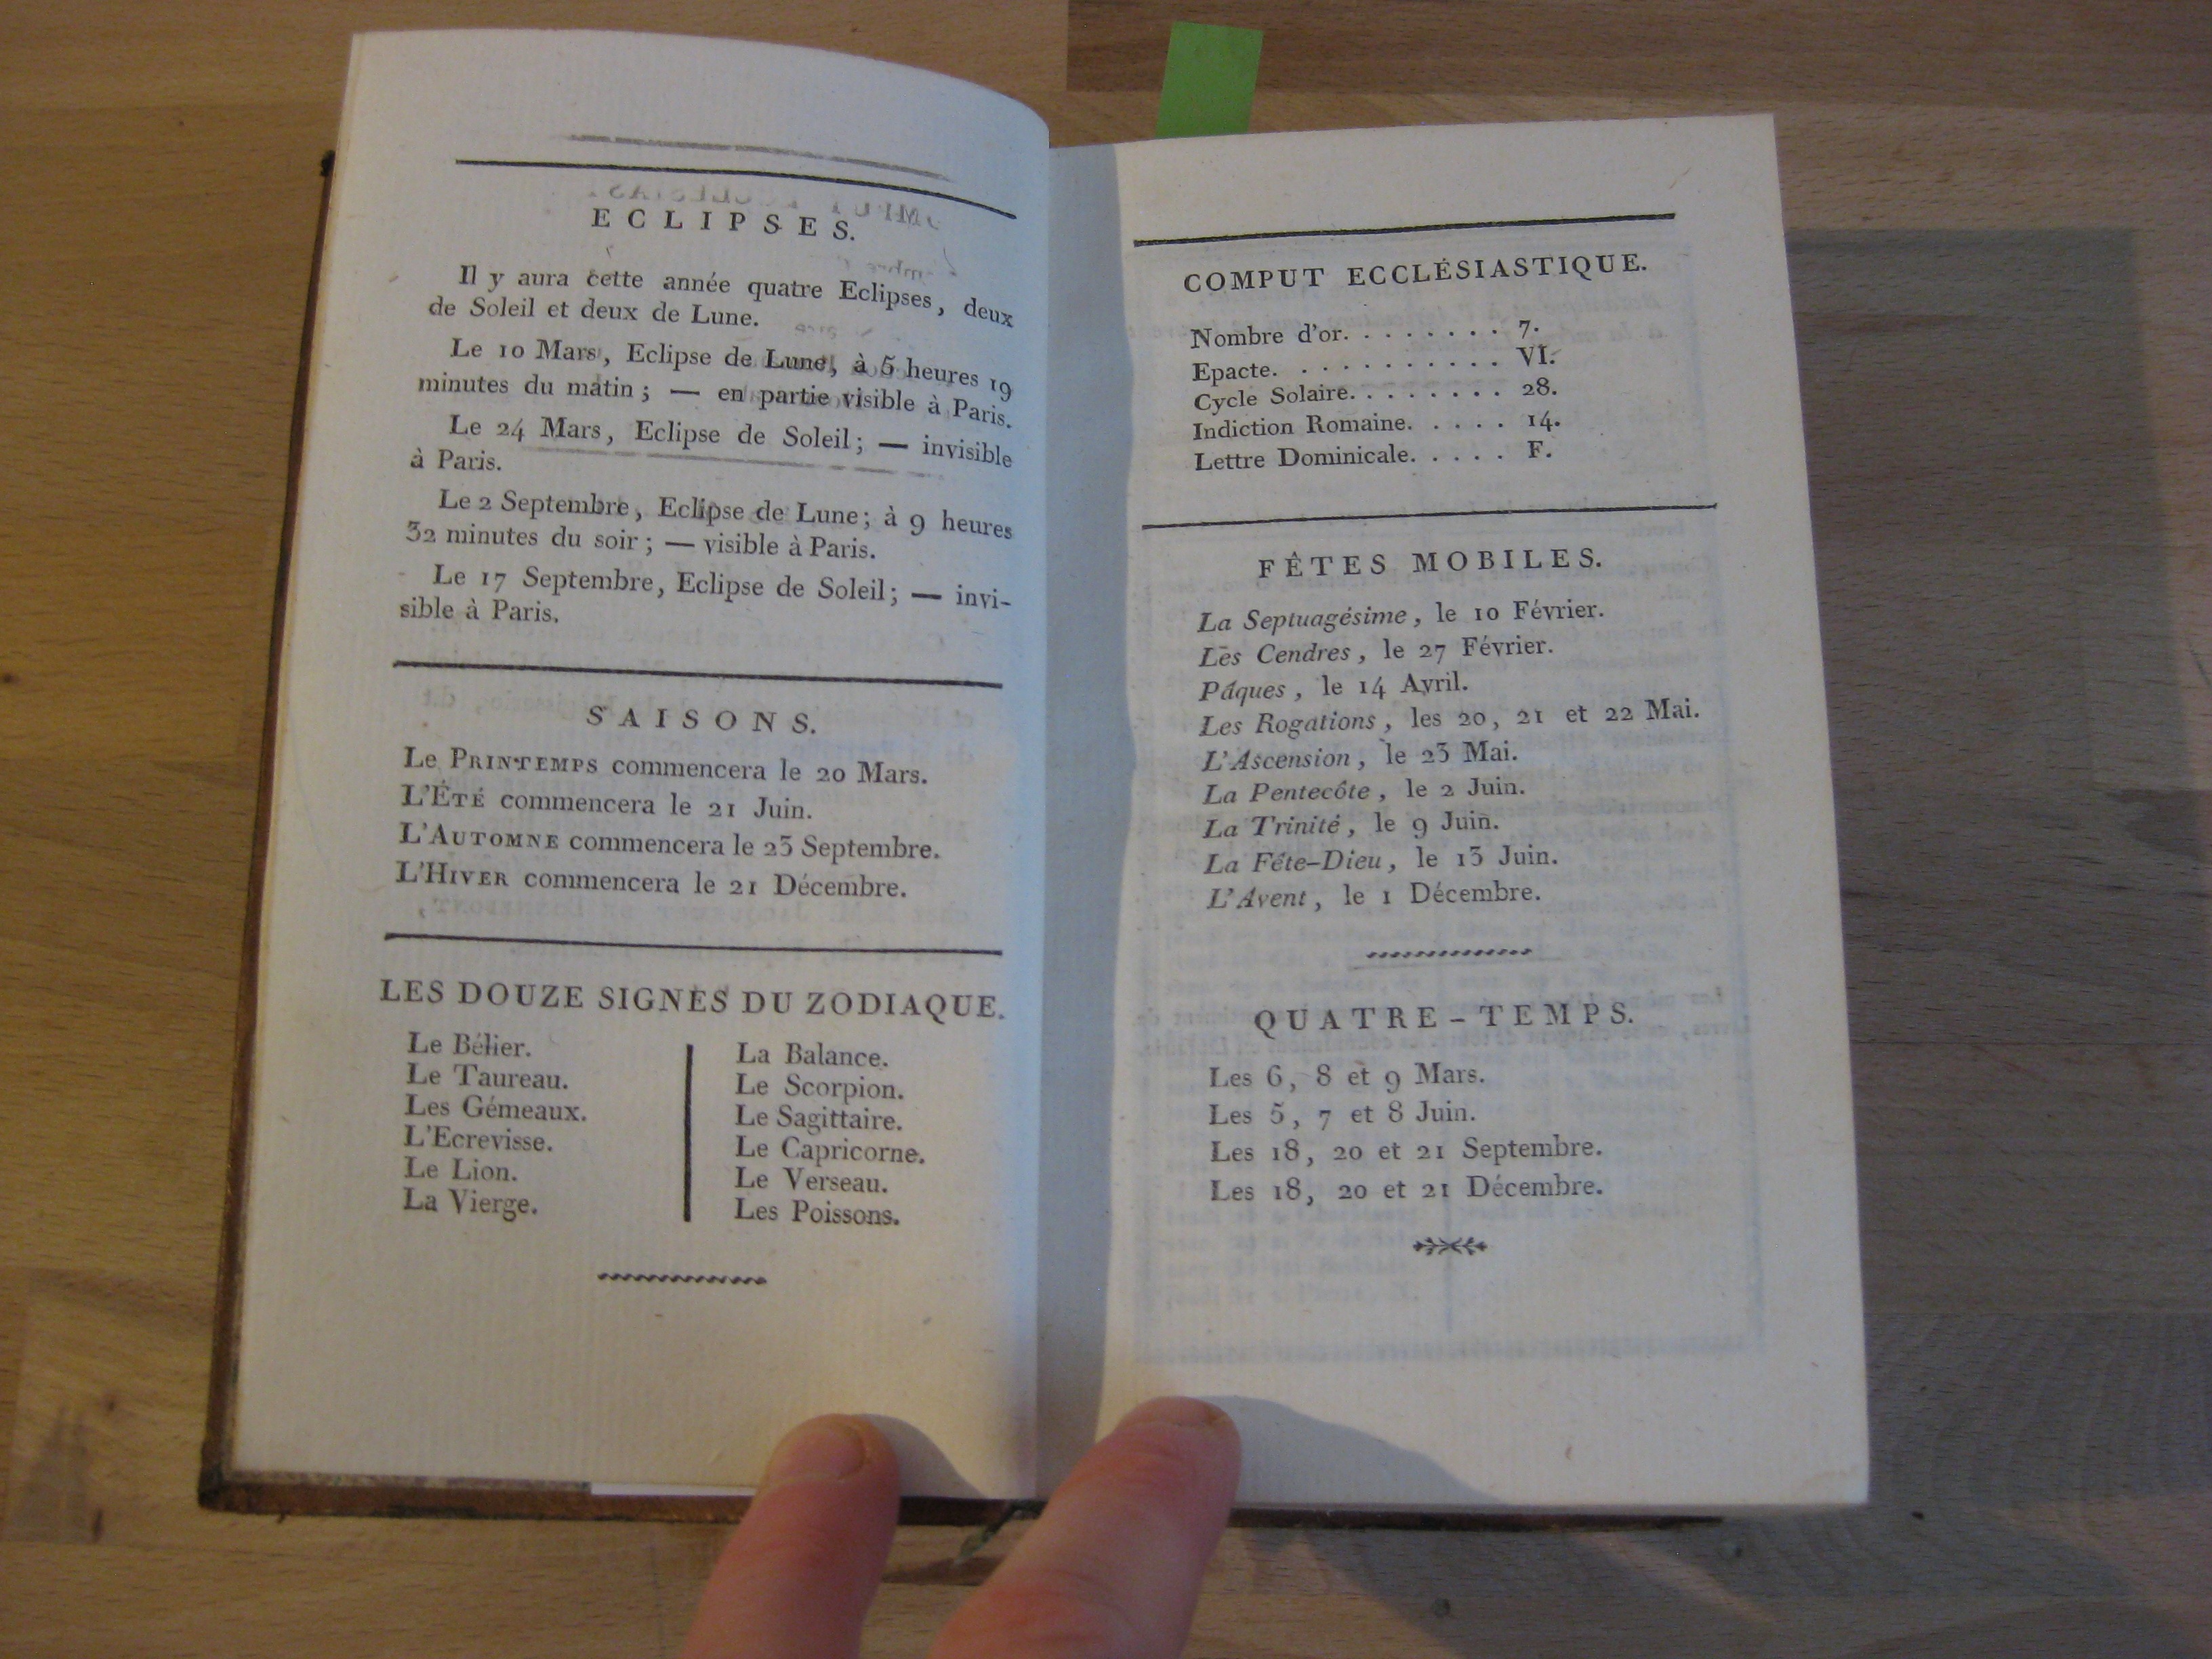 ECLIPSES.
Il y aura cette année quatre Eclipses, deux
de Soleil et deux de Lune.
Le 10 Mars, Eclipse de Lune, à 5 heures 19
minutes du matin; — en partie visible à Paris.
Le 24 Mars, Eclipse de Soleil; — invisible
à Paris.
Le 2 Septembre, Eclipse de Lune; à 9 heures
32 minutes du soir; — visible à Paris.
Le 17 Septembre, Eclipse de Soleil; — invi-
sible à Paris.
SAISONS.
Le PRINTEMPS commencera le 20 Mars.
L'ÉTÉ commencera le 21 Juin.
L'AUTOMNE commencera le 23 Septembre.
L'HIVER commencera le 21 Décembre.
LES DOUZE SIGNES DU ZODIAQUE.
Le Bélier.
Le Taureau.
Les Gémeaux.
L'Ecrevisse.
Le Lion.
La Vierge.
La Balance.
Le Scorpion.
Le Sagittaire.
Le Capricorne.
Le Verseau.
Les Poissons.
COMPUT ECCLÉSIASTIQUE.
Nombre d'or. . . . . . . . 7.
Epacte. . . . . . . . . . . VI.
Cycle Solaire. . . . . . . . 28.
Indiction Romaine. . . . . 14.
Lettre Dominicale. . . . . F.
FÊTES MOBILES.
La Septuagésime, le 10 Février.
Les Cendres, le 27 Février.
Pâques, le 14 Avril.
Les Rogations, les 20, 21 et 22 Mai.
L'Ascension, le 23 Mai.
La Pentecôte, le 2 Juin.
La Trinité, le 9 Juin.
La Fête-Dieu, le 13 Juin.
L'Avent, le 1 Décembre.
QUATRE-TEMPS.
Les 6, 8 et 9 Mars.
Les 5, 7 et 8 Juin.
Les 18, 20 et 21 Septembre.
Les 18, 20 et 21 Décembre.